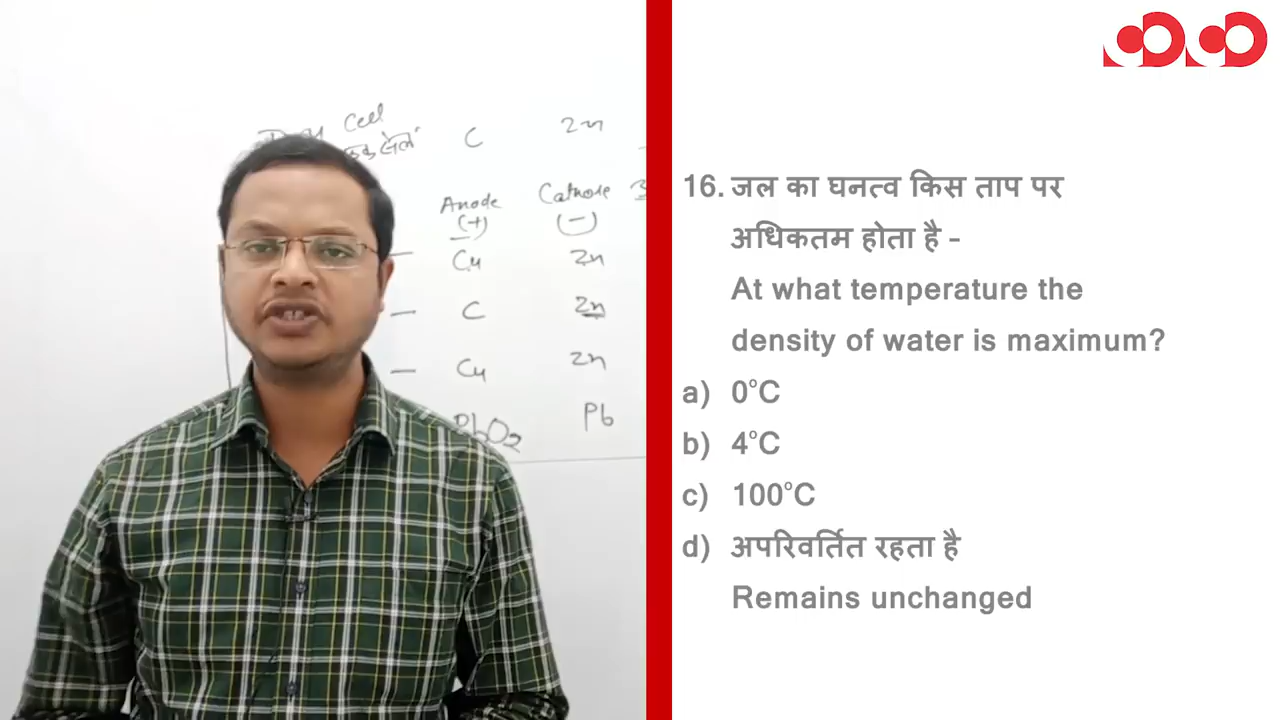 Cell
C Zn
Anode Cathode
(+) (-)
— Cu Zn
— C Zn
— Cu Zn
PbO2 Pb
16. जल का घनत्व किस ताप पर
अधिकतम होता है –
At what temperature the
density of water is maximum?
a) 0°C
b) 4°C
c) 100°C
d) अपरिवर्तित रहता है
Remains unchanged